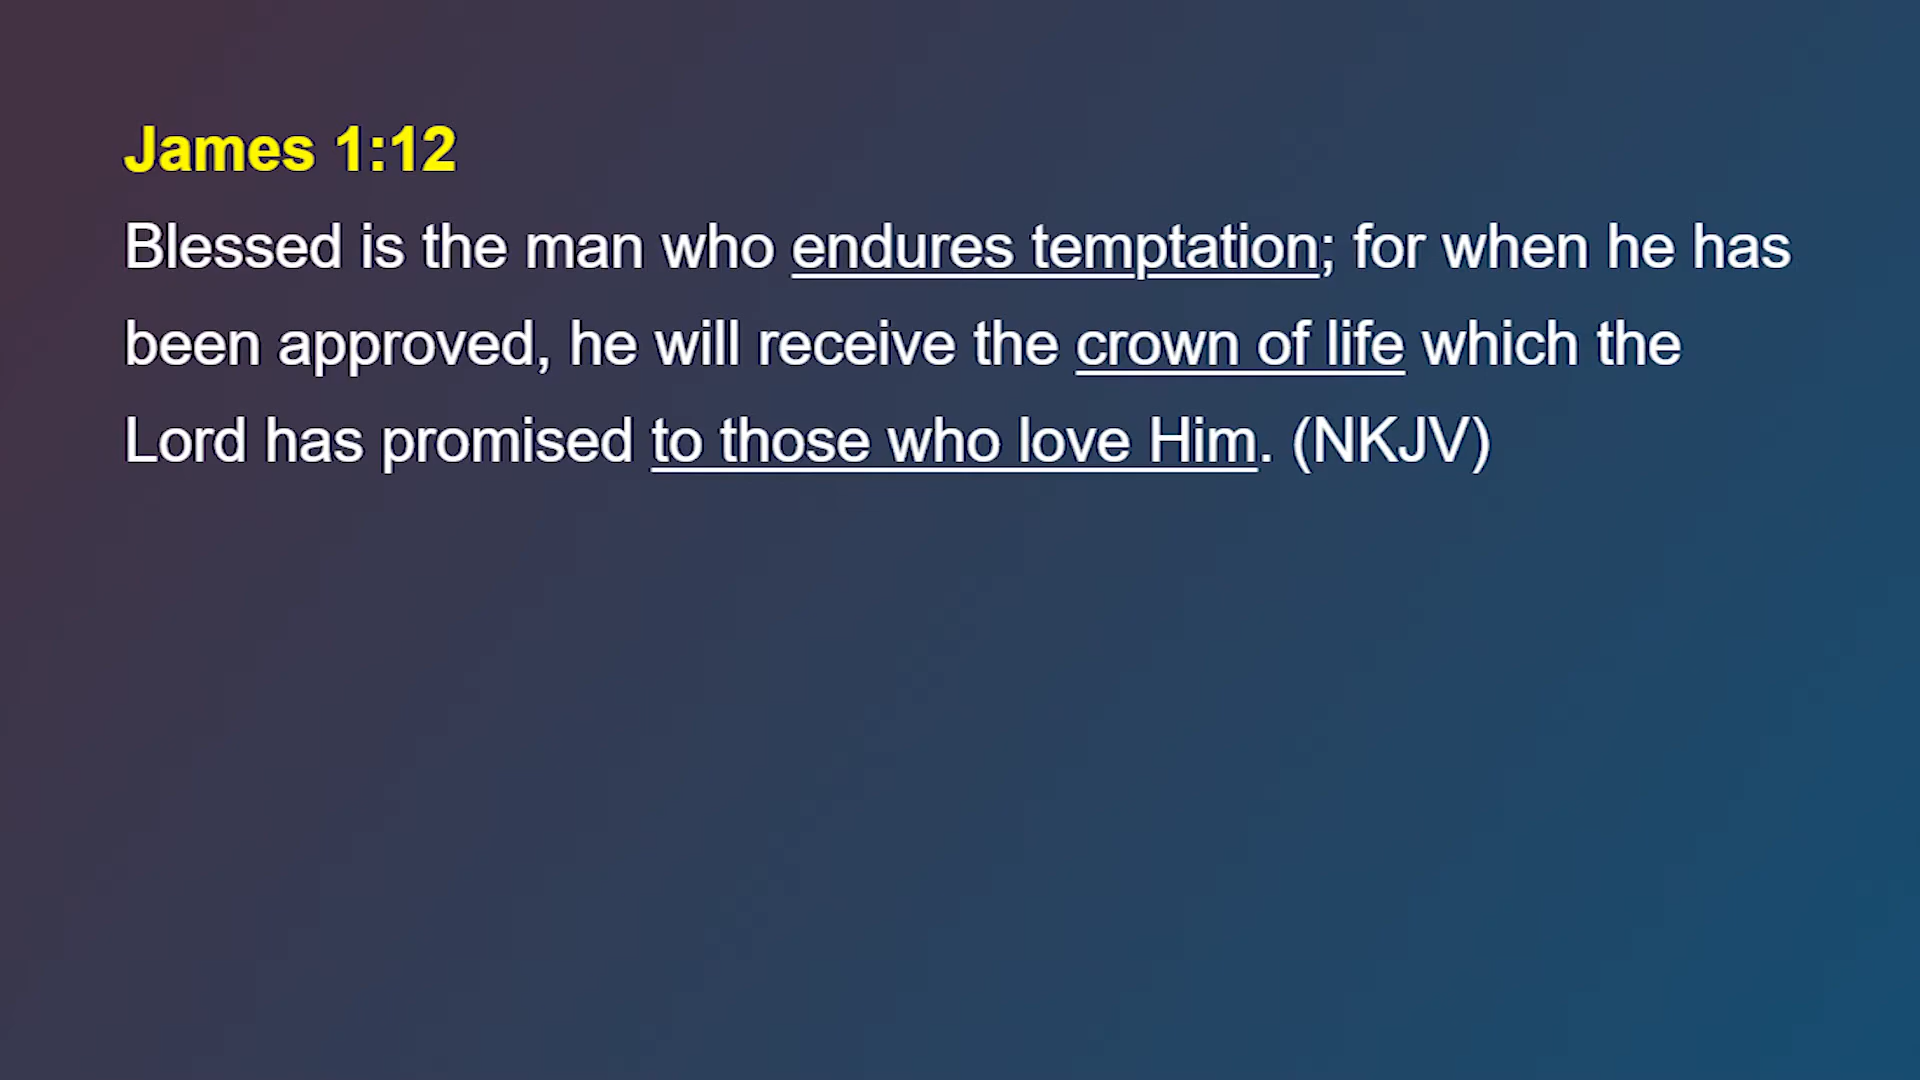 James 1:12
Blessed is the man who endures temptation; for when he has
been approved, he will receive the crown of life which the
Lord has promised to those who love Him. (NKJV)